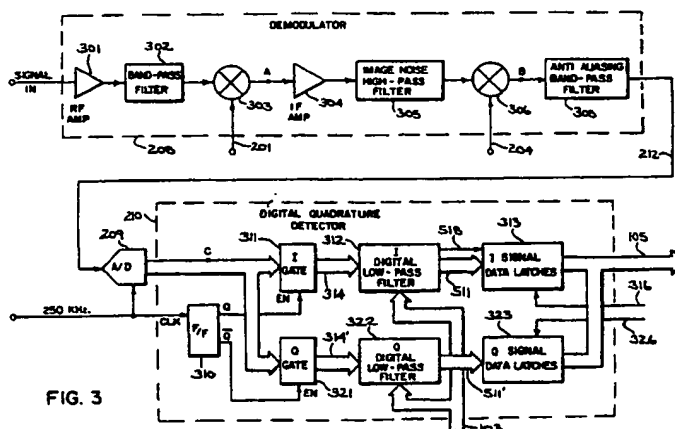 DEMODULATOR
301
302
SIGNAL
IN
RF
AMP
BAND-PASS
FILTER
303
A
201
IF
AMP
304
IMAGE NOISE
HIGH-PASS
FILTER
305
306
B
204
ANTI ALIASING
BAND-PASS
FILTER
308
208
212
210
DIGITAL QUADRATURE
DETECTOR
209
A/D
C
311
I
GATE
EN
314
312
I
DIGITAL
LOW-PASS
FILTER
518
511
313
I SIGNAL
DATA LATCHES
105
316
326
250 KHz.
CLK
F/F
Q
Q̅
310
Q
GATE
EN
321
314'
322
Q
DIGITAL
LOW-PASS
FILTER
511'
323
Q SIGNAL
DATA LATCHES
103
FIG. 3